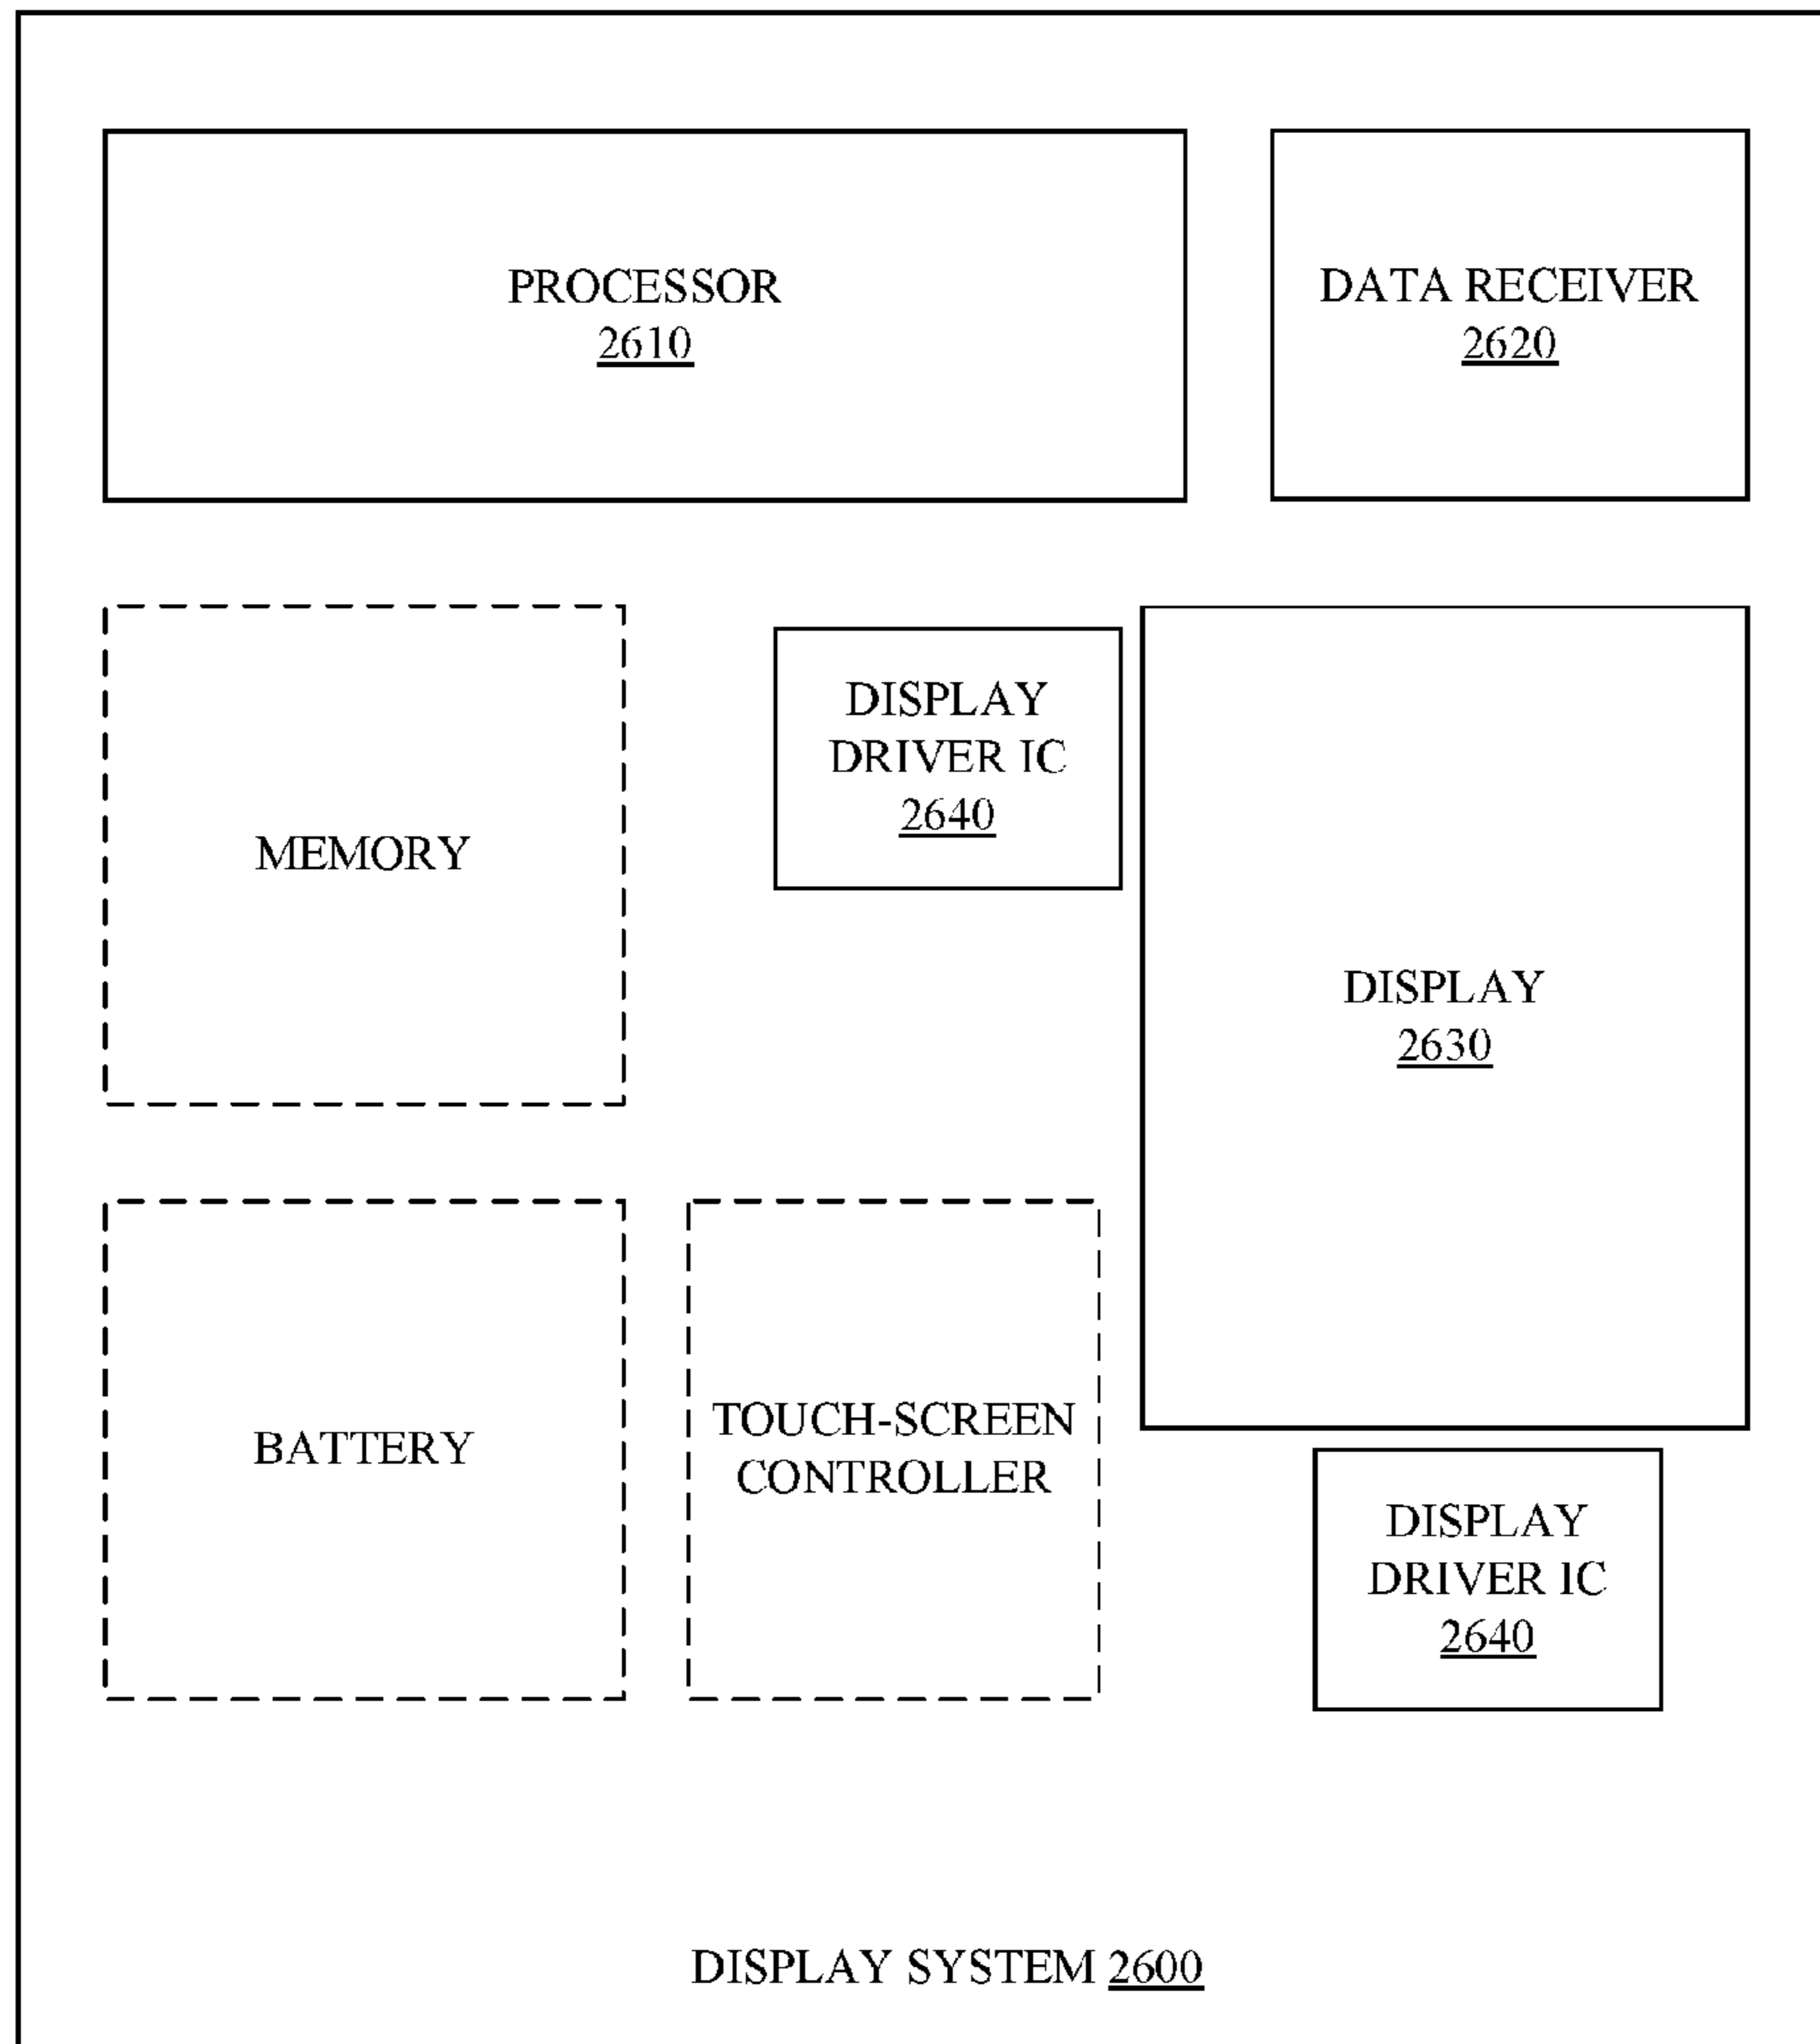 PROCESSOR
2610
DATA RECEIVER
2620
MEMORY
DISPLAY
DRIVER IC
2640
DISPLAY
2630
BATTERY
TOUCH-SCREEN
CONTROLLER
DISPLAY
DRIVER IC
2640
DISPLAY SYSTEM 2600